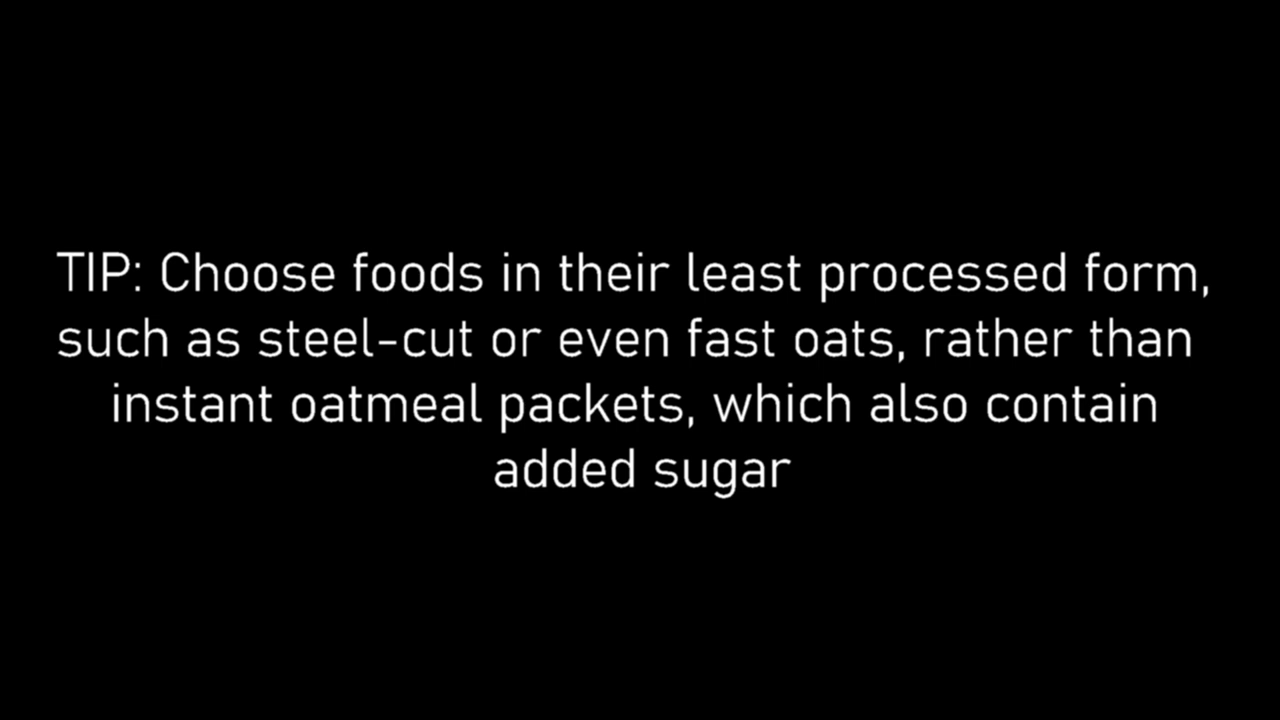 TIP: Choose foods in their least processed form,
such as steel-cut or even fast oats, rather than
instant oatmeal packets, which also contain
added sugar